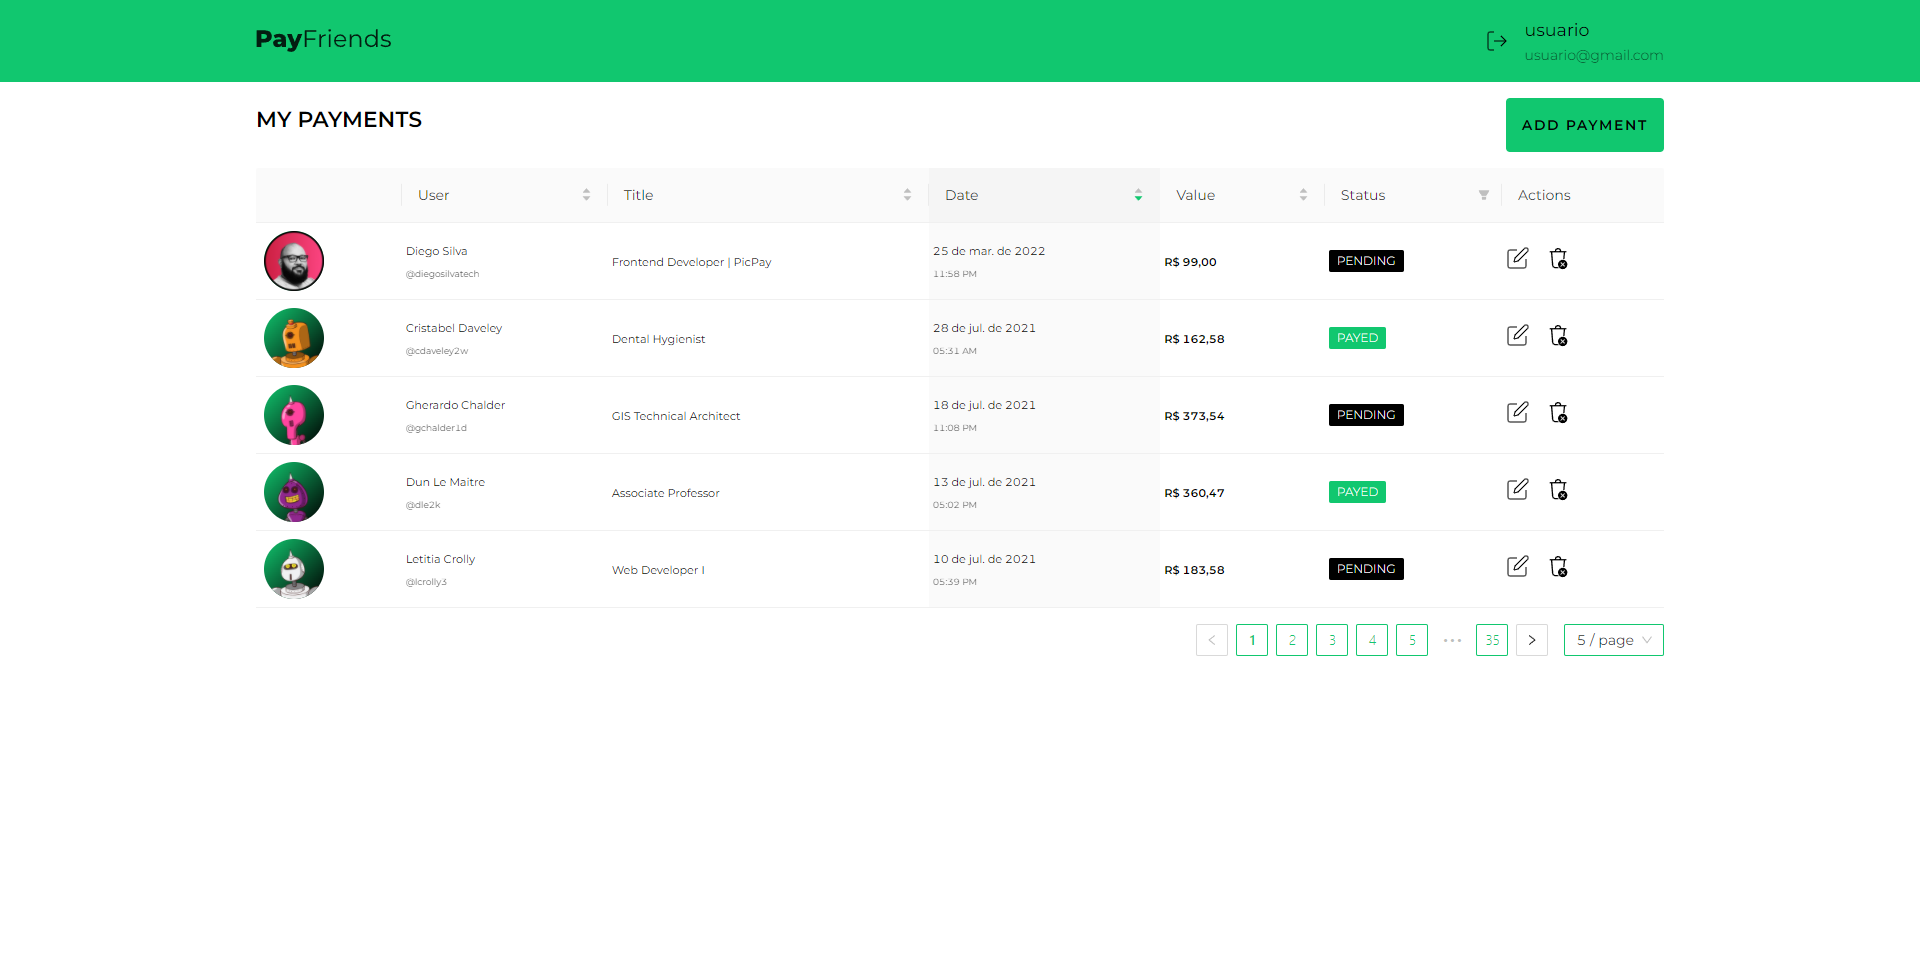 PayFriends
usuario
usuario@gmail.com
MY PAYMENTS
ADD PAYMENT
User Title Date Value Status Actions
Diego Silva
@diegosilvatech
Frontend Developer | PicPay
25 de mar. de 2022
11:58 PM
R$ 99,00
PENDING
Cristabel Daveley
@cdaveley2w
Dental Hygienist
28 de jul. de 2021
05:31 AM
R$ 162,58
PAYED
Gherardo Chalder
@gchalder1d
GIS Technical Architect
18 de jul. de 2021
11:08 PM
R$ 373,54
PENDING
Dun Le Maitre
@dle2k
Associate Professor
13 de jul. de 2021
05:02 PM
R$ 360,47
PAYED
Letitia Crolly
@lcrolly3
Web Developer I
10 de jul. de 2021
05:39 PM
R$ 183,58
PENDING
< 1 2 3 4 5 ••• 35 > 5 / page